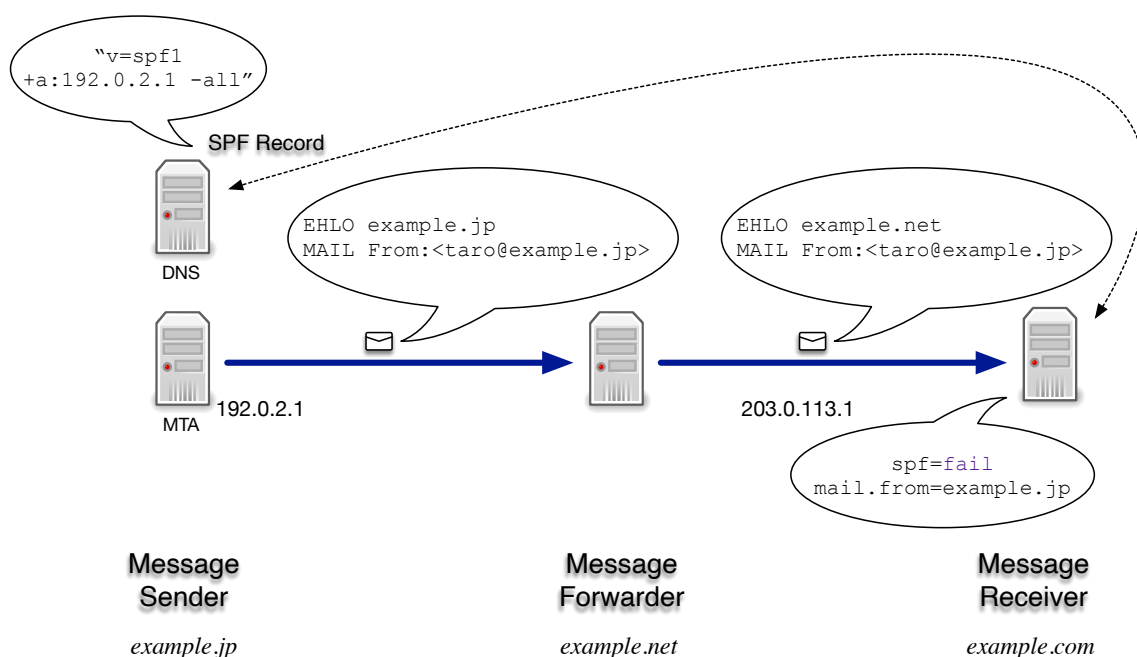 “v=spf1
+a:192.0.2.1 -all”
SPF Record
DNS
EHLO example.jp
MAIL From:<taro@example.jp>
EHLO example.net
MAIL From:<taro@example.jp>
MTA
192.0.2.1
203.0.113.1
spf=fail
mail.from=example.jp
Message
Sender
example.jp
Message
Forwarder
example.net
Message
Receiver
example.com